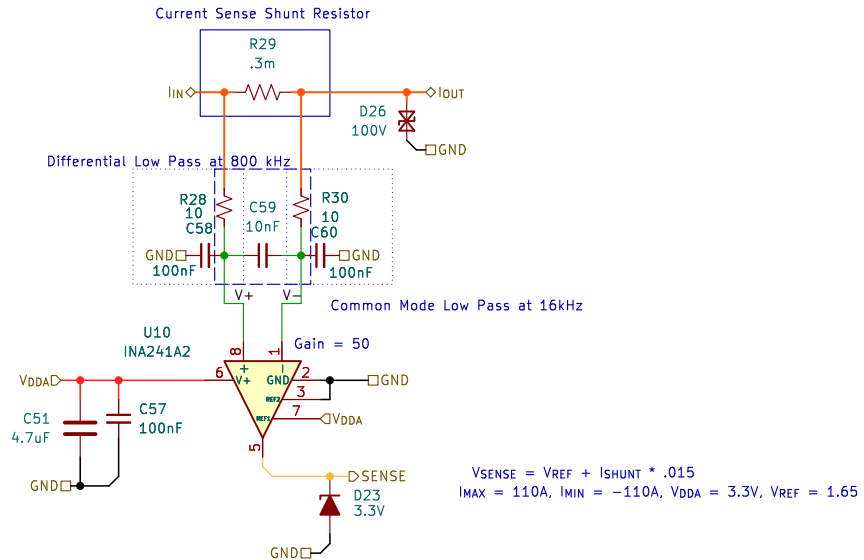 Current Sense Shunt Resistor
R29
.3m
IIN
IOUT
D26
100V
GND
Differential Low Pass at 800 kHz
R28
10
C58
C59
10nF
R30
10
C60
GND
100nF
GND
100nF
V+
V-
Common Mode Low Pass at 16kHz
U10
INA241A2
Gain = 50
8
1
+
-
VDDA
6
V+
GND
2
GND
REF2
3
REF1
7
VDDA
C51
4.7uF
C57
100nF
5
GND
SENSE
D23
3.3V
GND
VSENSE = VREF + ISHUNT * .015
IMAX = 110A, IMIN = -110A, VDDA = 3.3V, VREF = 1.65